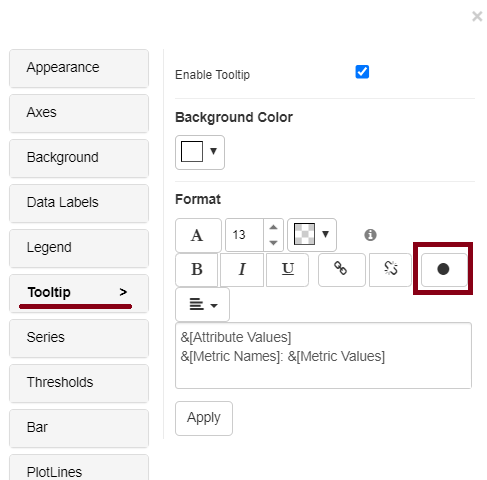 ×
Appearance
Axes
Background
Data Labels
Legend
Tooltip >
Series
Thresholds
Bar
PlotLines
Enable Tooltip
Background Color
Format
A 13
B I U
&[Attribute Values]
&[Metric Names]: &[Metric Values]
Apply